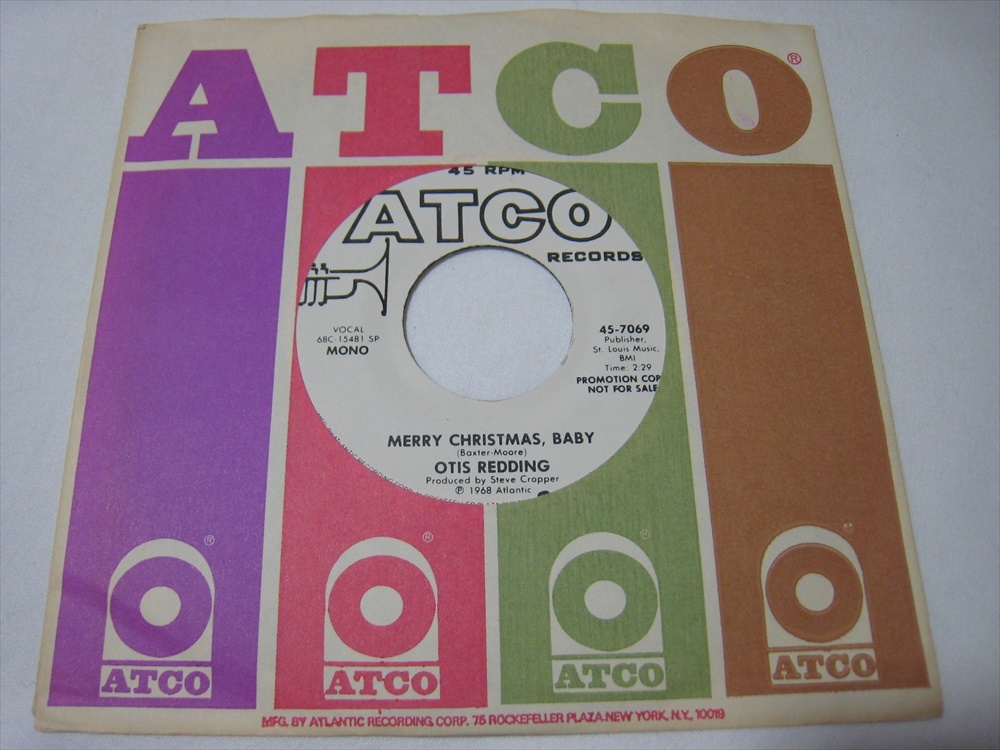 ATCO ®
45 RPM
ATCO
RECORDS
VOCAL
68C-15481 SP
MONO
45-7069
Publisher,
St. Louis Music,
BMI
Time: 2:29
PROMOTION COP
NOT FOR SALE
MERRY CHRISTMAS, BABY
(Baxter-Moore)
OTIS REDDING
Produced by Steve Cropper
℗ 1968 Atlantic
® ® ®
ATCO ATCO ATCO ATCO
MFG. BY ATLANTIC RECORDING CORP. 75 ROCKEFELLER PLAZA.NEW YORK, N.Y. 10019